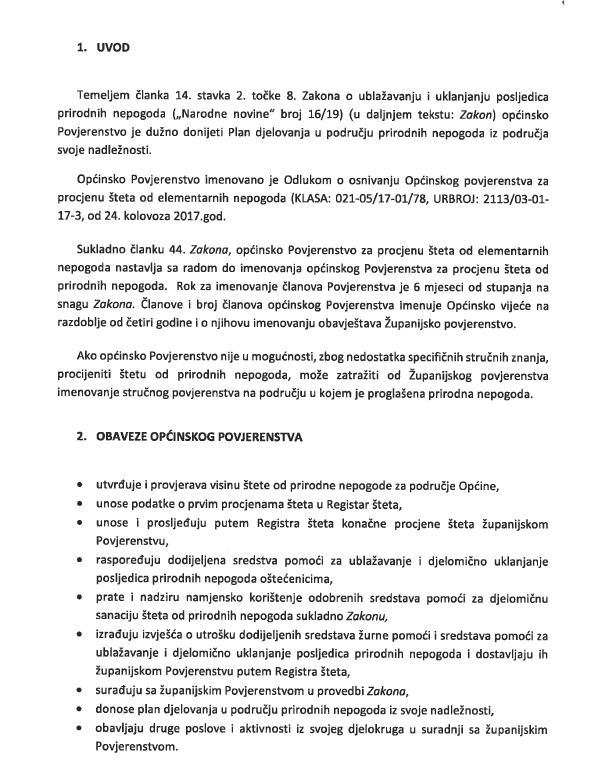 1. UVOD
Temeljem članka 14. stavka 2. točke 8. Zakona o ublažavanju i uklanjanju posljedica
prirodnih nepogoda („Narodne novine“ broj 16/19) (u daljnjem tekstu: Zakon) općinsko
Povjerenstvo je dužno donijeti Plan djelovanja u području prirodnih nepogoda iz područja
svoje nadležnosti.
Općinsko Povjerenstvo imenovano je Odlukom o osnivanju Općinskog povjerenstva za
procjenu šteta od elementarnih nepogoda (KLASA: 021-05/17-01/78, URBROJ: 2113/03-01-
17-3, od 24. kolovoza 2017.god.
Sukladno članku 44. Zakona, općinsko Povjerenstvo za procjenu šteta od elementarnih
nepogoda nastavlja sa radom do imenovanja općinskog Povjerenstva za procjenu šteta od
prirodnih nepogoda. Rok za imenovanje članova Povjerenstva je 6 mjeseci od stupanja na
snagu Zakona. Članove i broj članova općinskog Povjerenstva imenuje Općinsko vijeće na
razdoblje od četiri godine i o njihovu imenovanju obavještava Županijsko povjerenstvo.
Ako općinsko Povjerenstvo nije u mogućnosti, zbog nedostatka specifičnih stručnih znanja,
procijeniti štetu od prirodnih nepogoda, može zatražiti od Županijskog povjerenstva
imenovanje stručnog povjerenstva na području u kojem je proglašena prirodna nepogoda.
2. OBAVEZE OPĆINSKOG POVJERENSTVA
• utvrđuje i provjerava visinu štete od prirodne nepogode za područje Općine,
• unose podatke o prvim procjenama šteta u Registar šteta,
• unose i prosljeđuju putem Registra šteta konačne procjene šteta županijskom
Povjerenstvu,
• raspoređuju dodijeljena sredstva pomoći za ublažavanje i djelomično uklanjanje
posljedica prirodnih nepogoda oštećenicima,
• prate i nadziru namjensko korištenje odobrenih sredstava pomoći za djelomičnu
sanaciju šteta od prirodnih nepogoda sukladno Zakonu,
• izrađuju izvješća o utrošku dodijeljenih sredstava žurne pomoći i sredstava pomoći za
ublažavanje i djelomično uklanjanje posljedica prirodnih nepogoda i dostavljaju ih
županijskom Povjerenstvu putem Registra šteta,
• surađuju sa županijskim Povjerenstvom u provedbi Zakona,
• donose plan djelovanja u području prirodnih nepogoda iz svoje nadležnosti,
• obavljaju druge poslove i aktivnosti iz svojeg djelokruga u suradnji sa županijskim
Povjerenstvom.